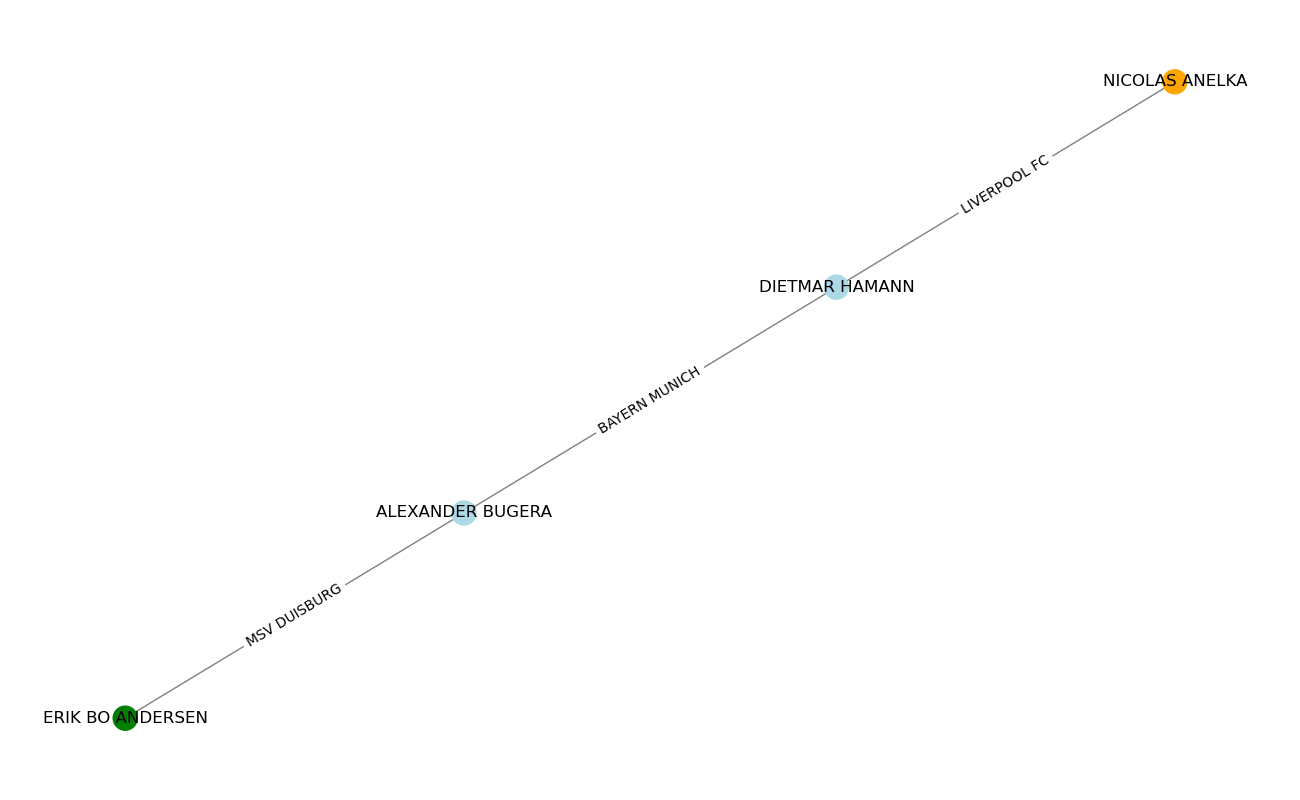 NICOLAS ANELKA
LIVERPOOL FC
DIETMAR HAMANN
BAYERN MUNICH
ALEXANDER BUGERA
MSV DUISBURG
ERIK BO ANDERSEN